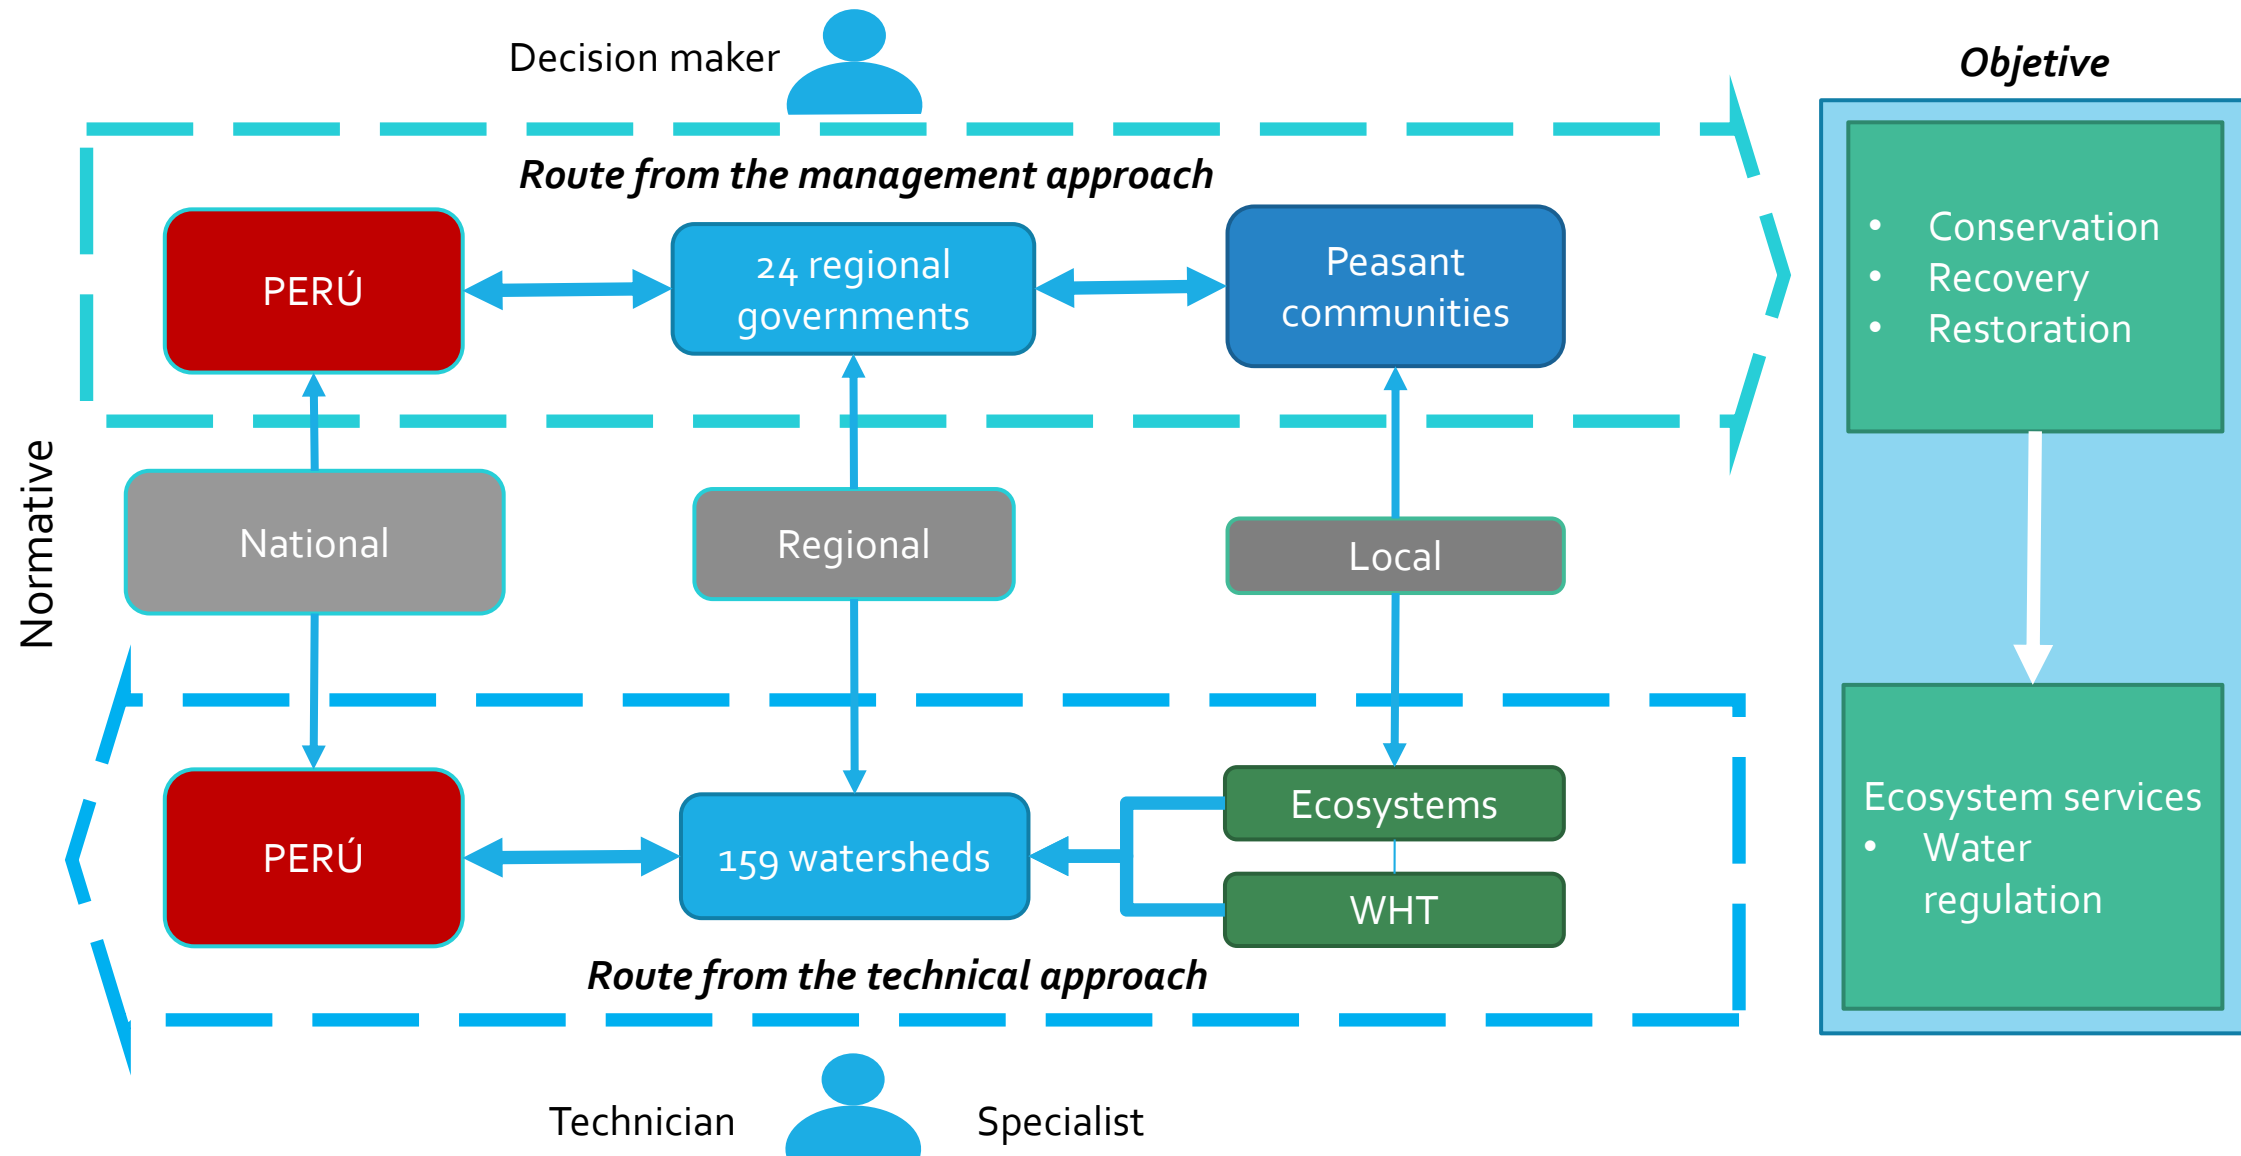 Decision maker
Objetive
Route from the management approach
PERÚ
24 regional
governments
Peasant
communities
• Conservation
• Recovery
• Restoration
Normative
National
Regional
Local
PERÚ
159 watersheds
Ecosystems
WHT
Ecosystem services
• Water
regulation
Route from the technical approach
Technician
Specialist